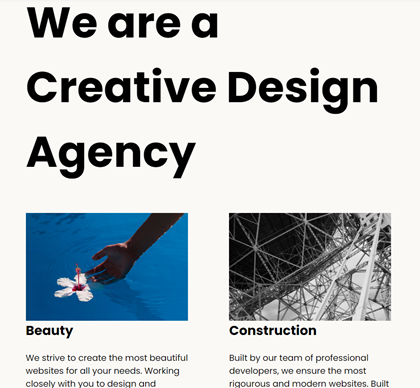 We are a
Creative Design
Agency
Beauty
We strive to create the most beautiful
websites for all your needs. Working
closely with you to design and
Construction
Built by our team of professional
developers, we ensure the most
rigourous and modern websites. Built